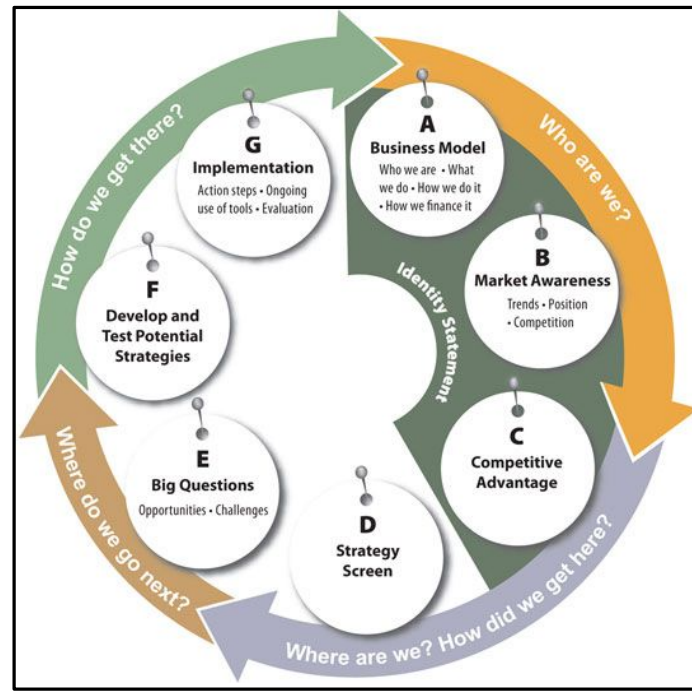 How do we get there?
Who are we?
Where are we? How did we get here?
Where do we go next?
Identity Statement
A
Business Model
Who we are • What
we do • How we do it
• How we finance it
B
Market Awareness
Trends • Position
• Competition
C
Competitive
Advantage
D
Strategy
Screen
E
Big Questions
Opportunities • Challenges
F
Develop and
Test Potential
Strategies
G
Implementation
Action steps • Ongoing
use of tools • Evaluation